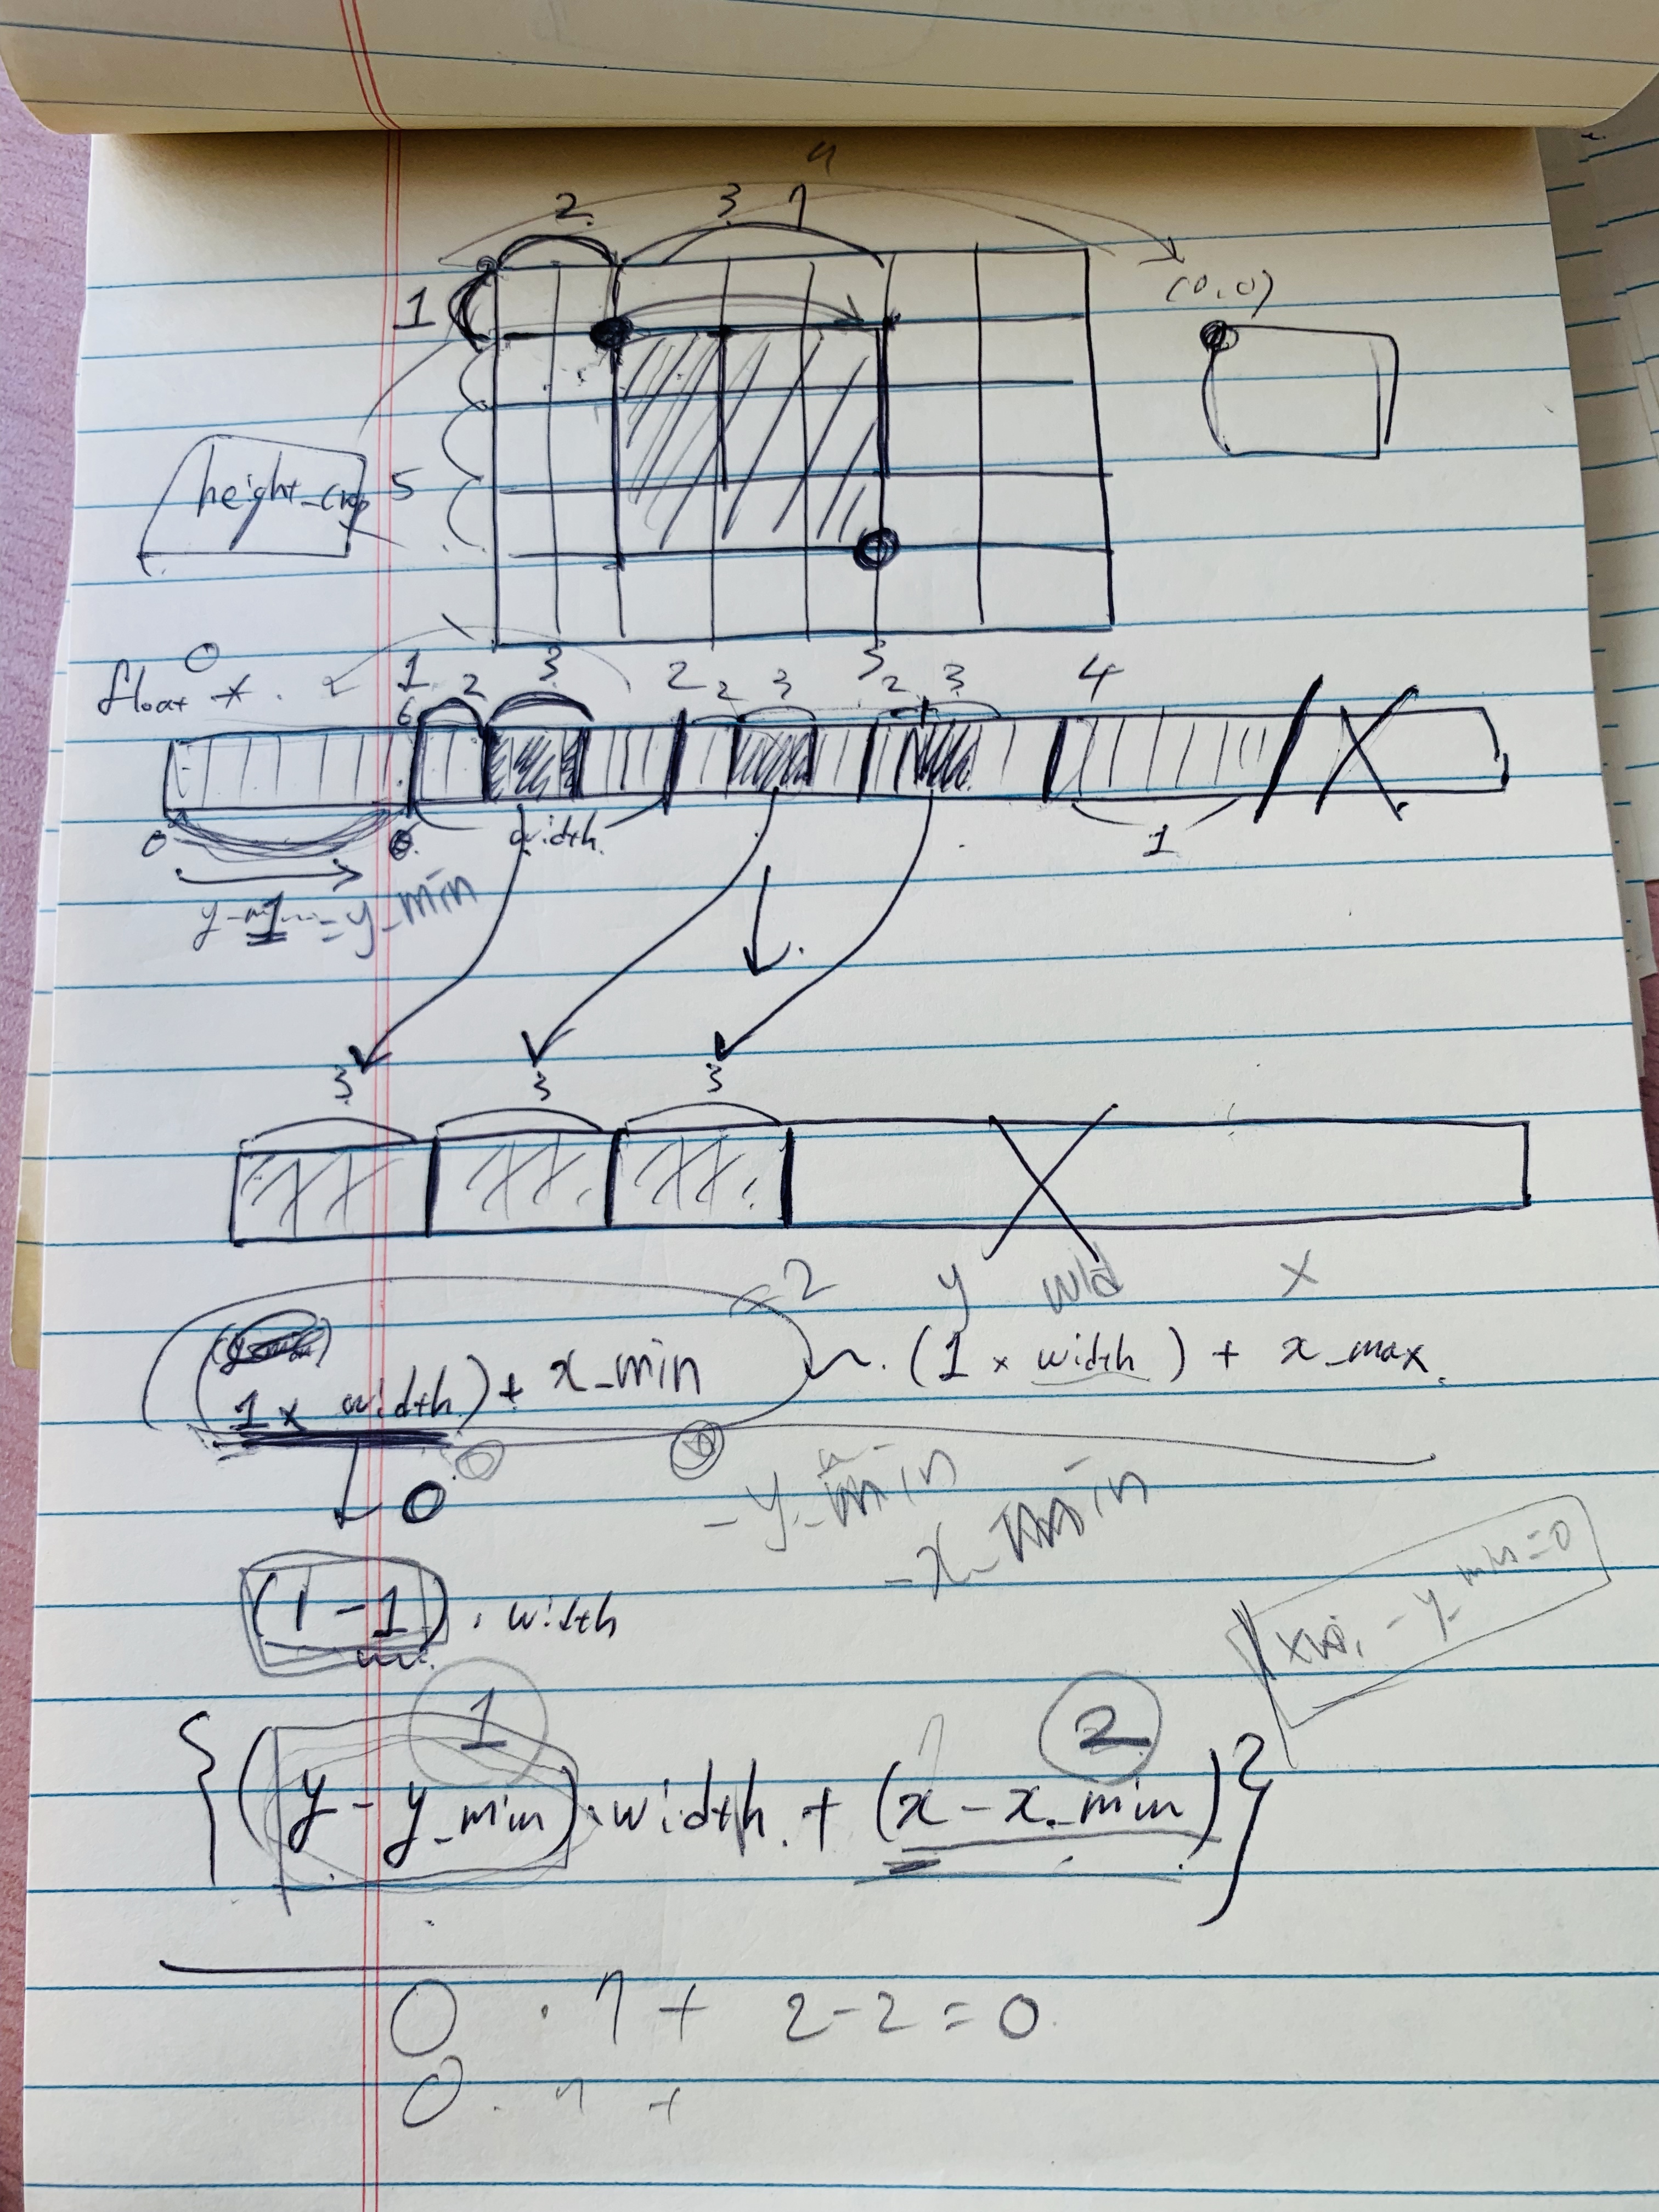 2. 3. 7
1
(0,0)
height_crop 5
0 1 3 2 3 4
float * 6 2 2 3 2 3
0 width 1
y_min 1 = y_min
3 3 3
=2 y wid x
(1 x width) + x_min ~ (1 x width) + x_max
0 - y_min
- x_min
(1-1) . width
- y_min=0
1 2
{(y - y_min) . width + (x - x_min)}
0 . 7 + 2-2=0
0 . 7 +